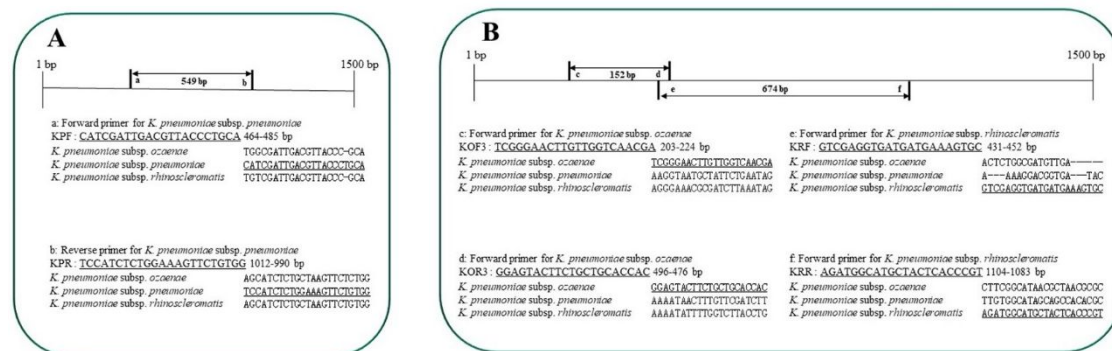 A
1 bp
1500 bp
a
549 bp
b
a: Forward primer for K. pneumoniae subsp. pneumoniae
KPF : CATCGATTGACGTTACCCTGCA 464-485 bp
K. pneumoniae subsp. ozaenae TGGCGATTGACGTTACCC-GCA
K. pneumoniae subsp. pneumoniae CATCGATTGACGTTACCCTGCA
K. pneumoniae subsp. rhinoscleromatis TGTCGATTGACGTTACCC-GCA
b: Reverse primer for K. pneumoniae subsp. pneumoniae
KPR : TCCATCTCTGGAAAGTTCTGTGG 1012-990 bp
K. pneumoniae subsp. ozaenae AGCATCTCTGCTAAGTTCTCTGG
K. pneumoniae subsp. pneumoniae TCCATCTCTGGAAAGTTCTGTGG
K. pneumoniae subsp. rhinoscleromatis AGCATCTCTGCTAAGTTCTGTGG
B
1 bp
1500 bp
c
152 bp
d
e
674 bp
f
c: Forward primer for K. pneumoniae subsp. ozaenae
KOF3 : TCGGGAACTTGTTGGTCAACGA 203-224 bp
K. pneumoniae subsp. ozaenae TCGGGAACTTGTTGGTCAACGA
K. pneumoniae subsp. pneumoniae AAGGTAATGCTATTCTGAATAG
K. pneumoniae subsp. rhinoscleromatis AGGGAAACGCGATCTTAAATAG
d: Forward primer for K. pneumoniae subsp. ozaenae
KOR3 : GGAGTACTTCTGCTGCACCAC 496-476 bp
K. pneumoniae subsp. ozaenae GGAGTACTTCTGCTGCACCAC
K. pneumoniae subsp. pneumoniae AAAATAACTTTGTTCGATCTT
K. pneumoniae subsp. rhinoscleromatis AAAATATTTTGGTCTTACCTG
e: Forward primer for K. pneumoniae subsp. rhinoscleromatis
KRF : GTCGAGGTGATGATGAAAGTGC 431-452 bp
K. pneumoniae subsp. ozaenae ACTCTGGCGATGTTGA------
K. pneumoniae subsp. pneumoniae A---AAAGGACGGTGA---TAC
K. pneumoniae subsp. rhinoscleromatis GTCGAGGTGATGATGAAAGTGC
f: Forward primer for K. pneumoniae subsp. rhinoscleromatis
KRR : AGATGGCATGCTACTCACCCGT 1104-1083 bp
K. pneumoniae subsp. ozaenae CTTCGGCATAACGCTAACGCGC
K. pneumoniae subsp. pneumoniae TTGTGGCATAGCAGCCACACGC
K. pneumoniae subsp. rhinoscleromatis AGATGGCATGCTACTCACCCGT